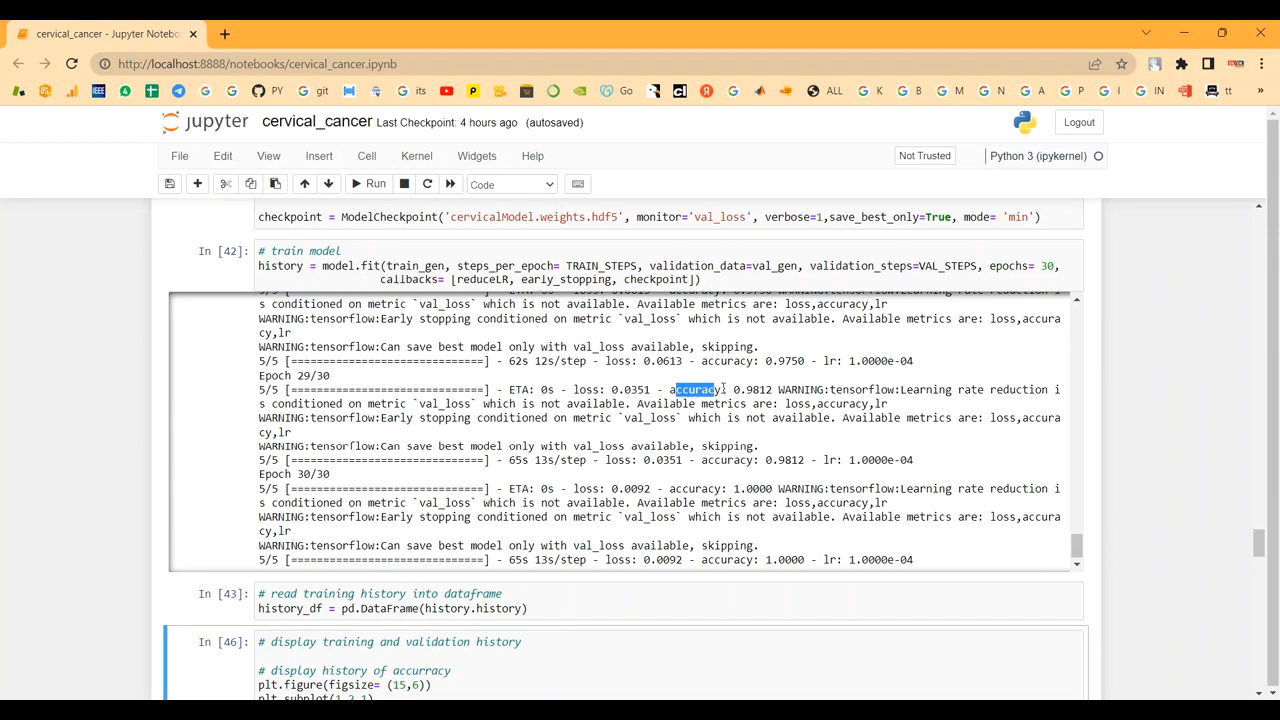 cervical_cancer - Jupyter Notebo
http://localhost:8888/notebooks/cervical_cancer.ipynb
PY git its Go ALL K B M N A P I IN tt »
jupyter cervical_cancer Last Checkpoint: 4 hours ago (autosaved) Logout
File Edit View Insert Cell Kernel Widgets Help Not Trusted Python 3 (ipykernel)
Run Code
checkpoint = ModelCheckpoint('cervicalModel.weights.hdf5', monitor='val_loss', verbose=1,save_best_only=True, mode= 'min')
In [42]: # train model
history = model.fit(train_gen, steps_per_epoch= TRAIN_STEPS, validation_data=val_gen, validation_steps=VAL_STEPS, epochs= 30,
callbacks= [reduceLR, early_stopping, checkpoint])
s conditioned on metric `val_loss` which is not available. Available metrics are: loss,accuracy,lr
WARNING:tensorflow:Early stopping conditioned on metric `val_loss` which is not available. Available metrics are: loss,accura
cy,lr
WARNING:tensorflow:Can save best model only with val_loss available, skipping.
5/5 [==============================] - 62s 12s/step - loss: 0.0613 - accuracy: 0.9750 - lr: 1.0000e-04
Epoch 29/30
5/5 [==============================] - ETA: 0s - loss: 0.0351 - accuracy: 0.9812 WARNING:tensorflow:Learning rate reduction i
s conditioned on metric `val_loss` which is not available. Available metrics are: loss,accuracy,lr
WARNING:tensorflow:Early stopping conditioned on metric `val_loss` which is not available. Available metrics are: loss,accura
cy,lr
WARNING:tensorflow:Can save best model only with val_loss available, skipping.
5/5 [==============================] - 65s 13s/step - loss: 0.0351 - accuracy: 0.9812 - lr: 1.0000e-04
Epoch 30/30
5/5 [==============================] - ETA: 0s - loss: 0.0092 - accuracy: 1.0000 WARNING:tensorflow:Learning rate reduction i
s conditioned on metric `val_loss` which is not available. Available metrics are: loss,accuracy,lr
WARNING:tensorflow:Early stopping conditioned on metric `val_loss` which is not available. Available metrics are: loss,accura
cy,lr
WARNING:tensorflow:Can save best model only with val_loss available, skipping.
5/5 [==============================] - 65s 13s/step - loss: 0.0092 - accuracy: 1.0000 - lr: 1.0000e-04
In [43]: # read training history into dataframe
history_df = pd.DataFrame(history.history)
In [46]: # display training and validation history
# display history of accurracy
plt.figure(figsize= (15,6))
plt.subplot(1,2,1)